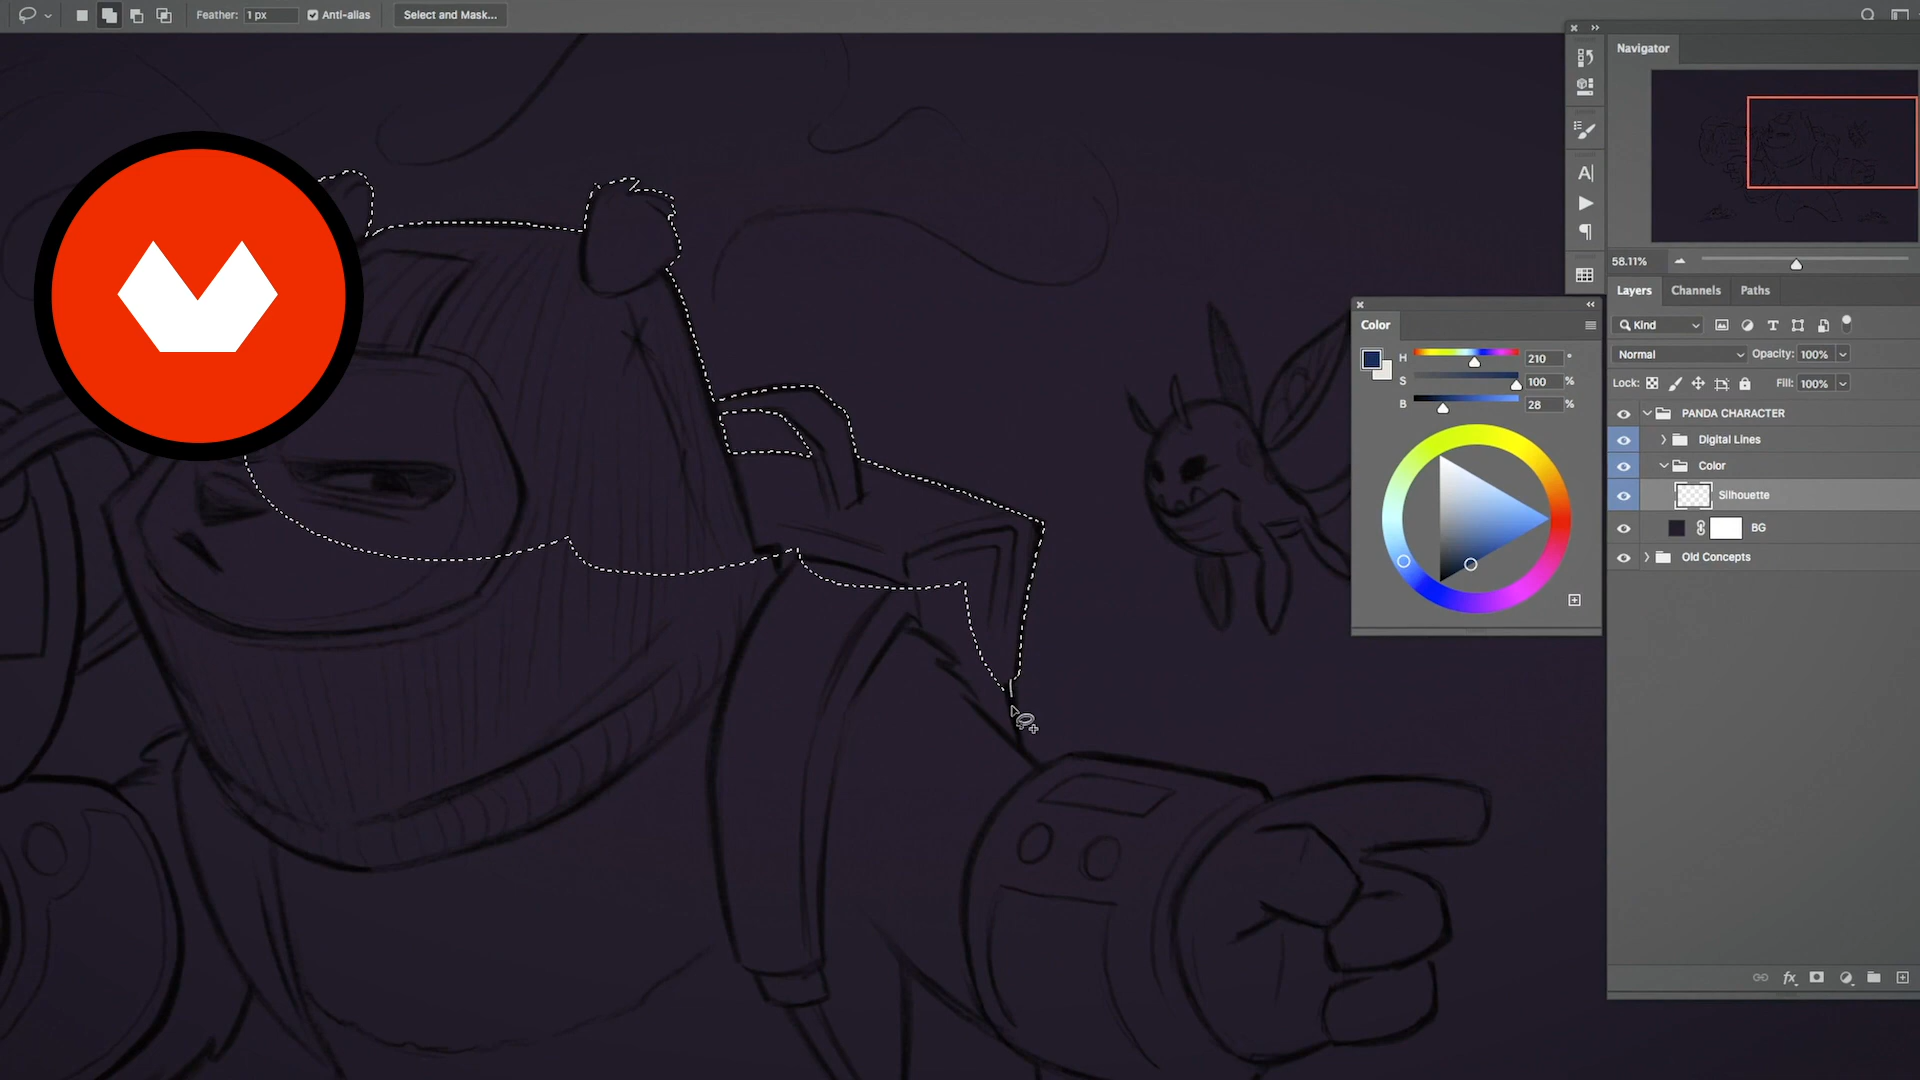 Feather: 1 px Anti-alias Select and Mask...
Navigator
58.11%
Layers Channels Paths
Kind
Normal Opacity: 100%
Lock: Fill: 100%
PANDA CHARACTER
Digital Lines
Color
Silhouette
BG
Old Concepts
fx
Color
H 210 °
S 100 %
B 28 %